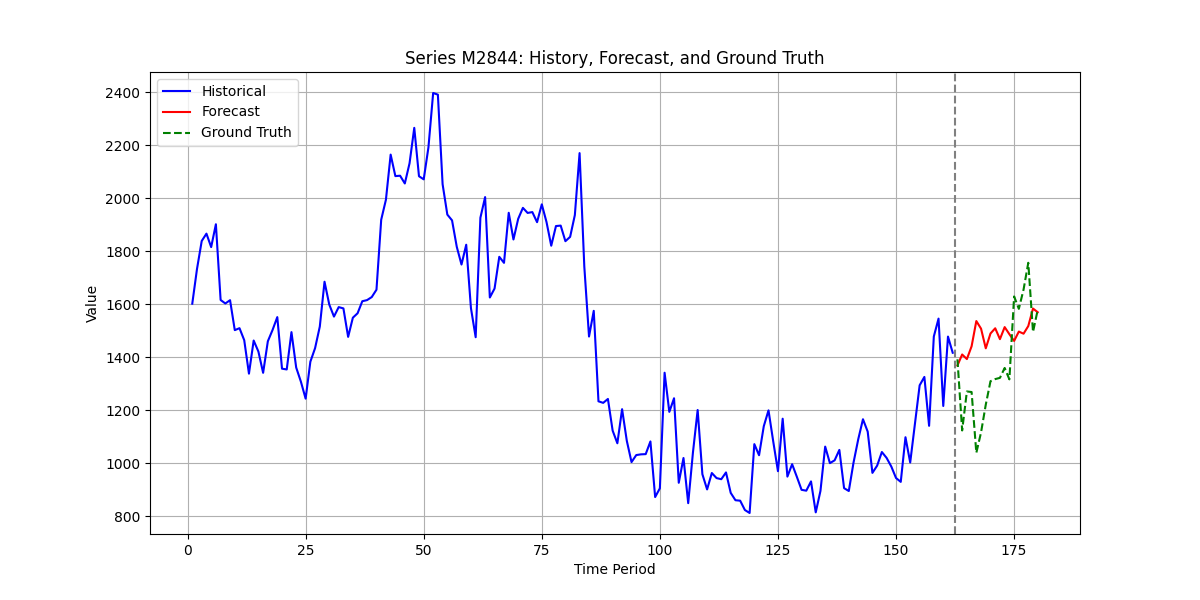 Series M2844: History, Forecast, and Ground Truth
Historical
Forecast
Ground Truth
Value
2400
2200
2000
1800
1600
1400
1200
1000
800
0 25 50 75 100 125 150 175
Time Period